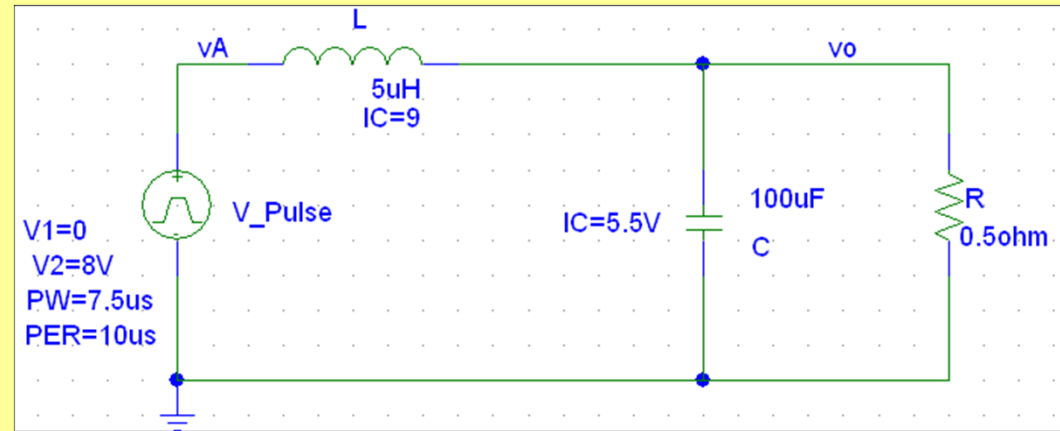 L
vA
vo
5uH
IC=9
V_Pulse
V1=0
V2=8V
PW=7.5us
PER=10us
IC=5.5V
100uF
C
R
0.5ohm